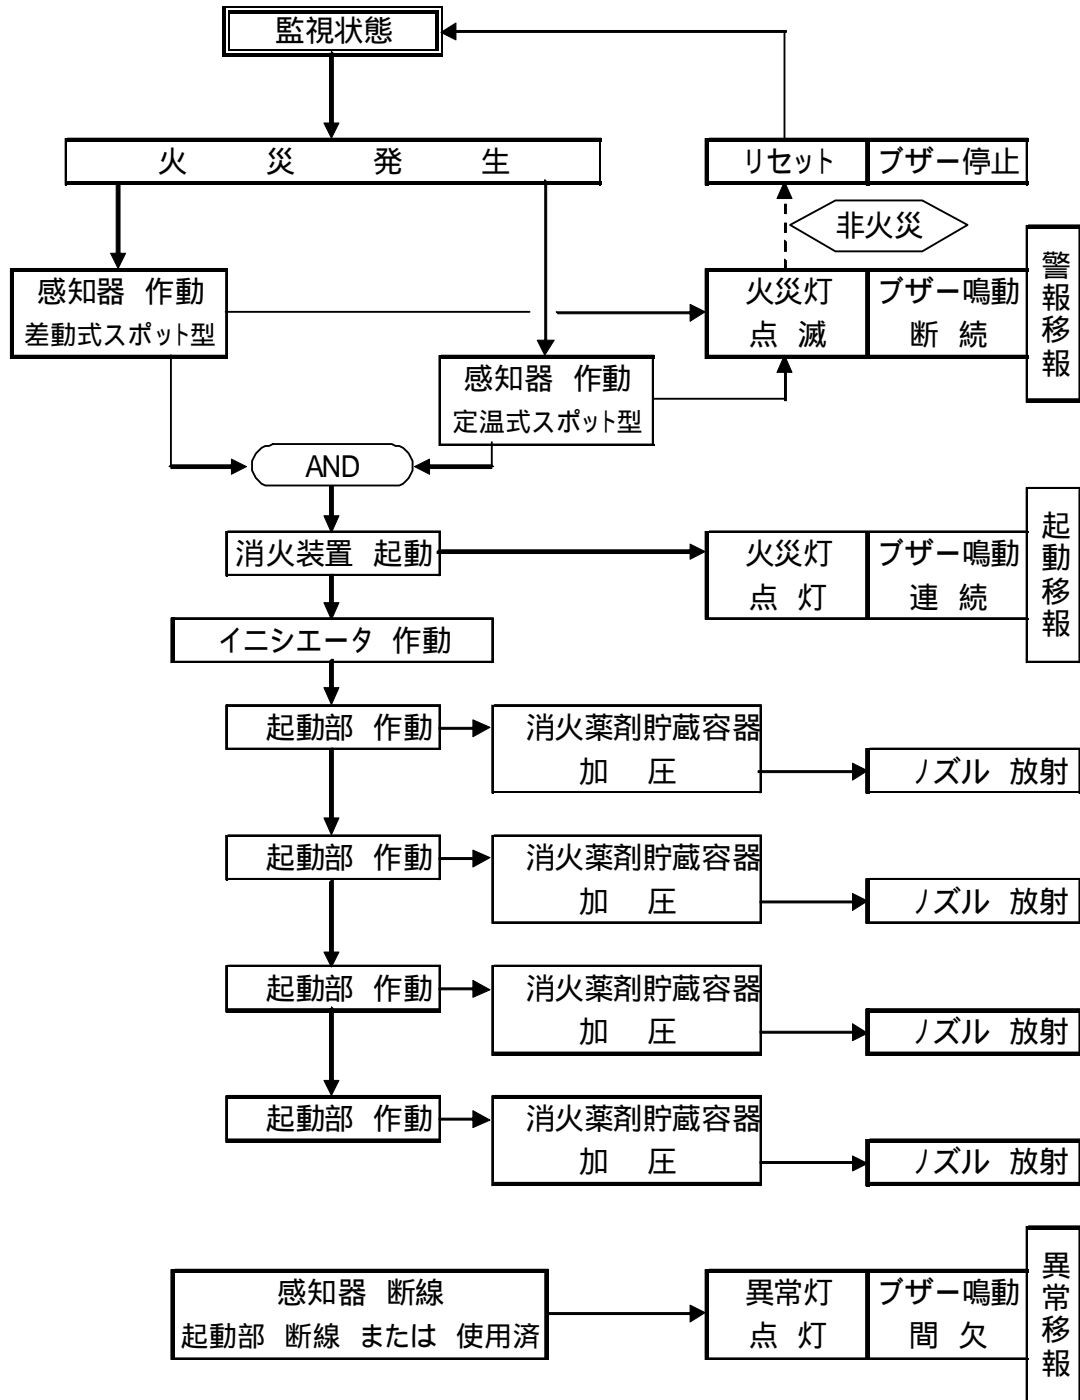 監視状態
火 災 発 生
リセット ブザー停止
非火災
感知器 作動
差動式スポット型
火災灯
点 滅
ブザー鳴動
断 続
警報移報
感知器 作動
定温式スポット型
AND
消火装置 起動
火災灯
点 灯
ブザー鳴動
連 続
起動移報
イニシエータ 作動
起動部 作動
消火薬剤貯蔵容器
加 圧
ノズル 放射
起動部 作動
消火薬剤貯蔵容器
加 圧
ノズル 放射
起動部 作動
消火薬剤貯蔵容器
加 圧
ノズル 放射
起動部 作動
消火薬剤貯蔵容器
加 圧
ノズル 放射
感知器 断線
起動部 断線 または 使用済
異常灯
点 灯
ブザー鳴動
間 欠
異常移報